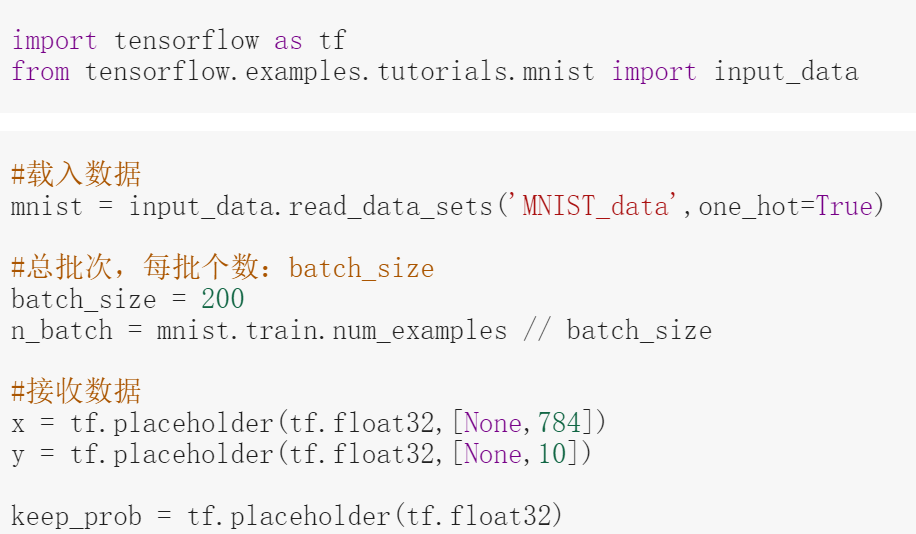 import tensorflow as tf
from tensorflow.examples.tutorials.mnist import input_data
#载入数据
mnist = input_data.read_data_sets('MNIST_data',one_hot=True)
#总批次，每批个数：batch_size
batch_size = 200
n_batch = mnist.train.num_examples // batch_size
#接收数据
x = tf.placeholder(tf.float32,[None,784])
y = tf.placeholder(tf.float32,[None,10])
keep_prob = tf.placeholder(tf.float32)